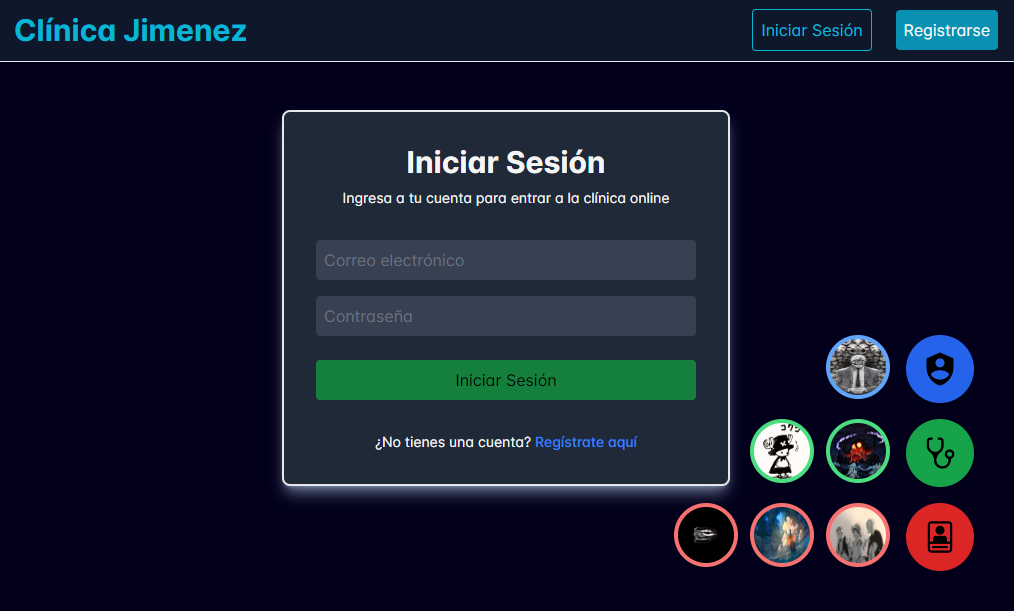 Clínica Jimenez
Iniciar Sesión
Registrarse
Iniciar Sesión
Ingresa a tu cuenta para entrar a la clínica online
Correo electrónico
Contraseña
Iniciar Sesión
¿No tienes una cuenta? Regístrate aquí